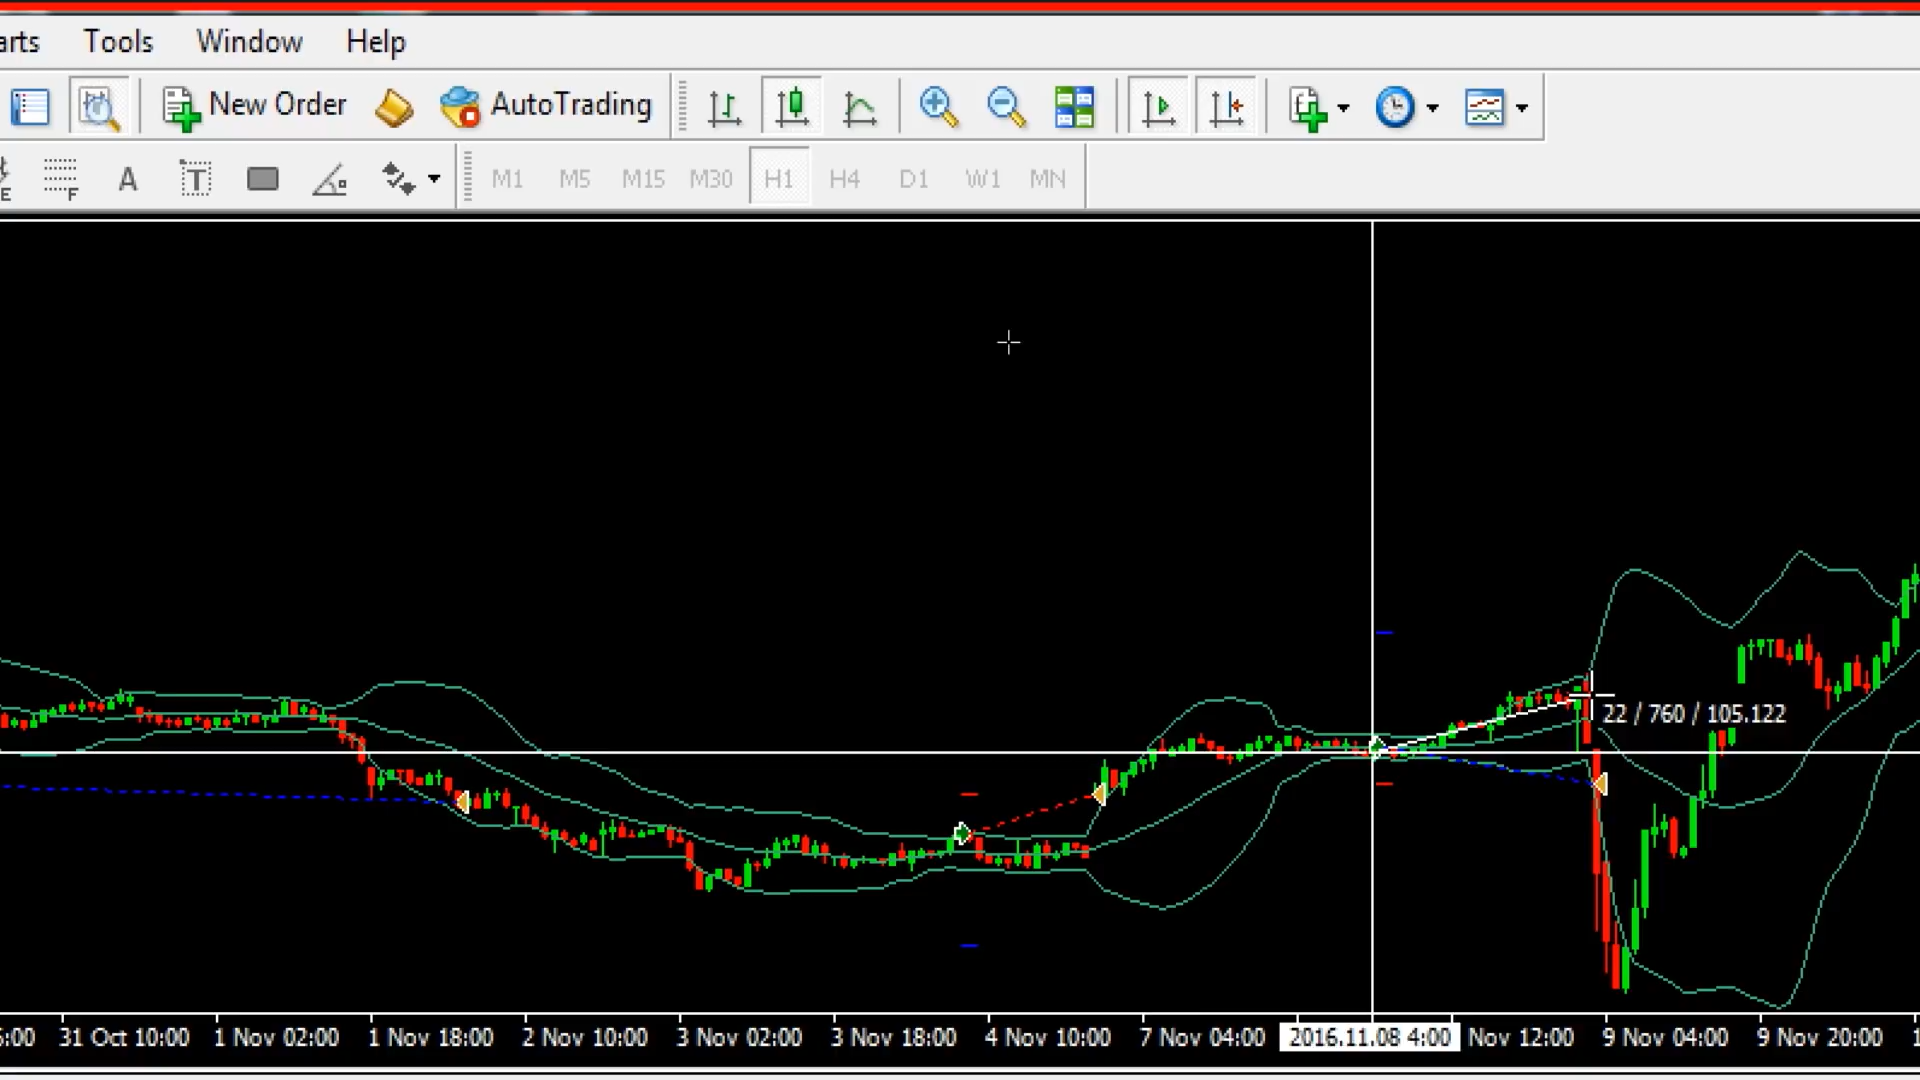 arts Tools Window Help
New Order AutoTrading
E F A T M1 M5 M15 M30 H1 H4 D1 W1 MN
22 / 760 / 105.122
:00 31 Oct 10:00 1 Nov 02:00 1 Nov 18:00 2 Nov 10:00 3 Nov 02:00 3 Nov 18:00 4 Nov 10:00 7 Nov 04:00 2016.11.08 4:00 Nov 12:00 9 Nov 04:00 9 Nov 20:00 1